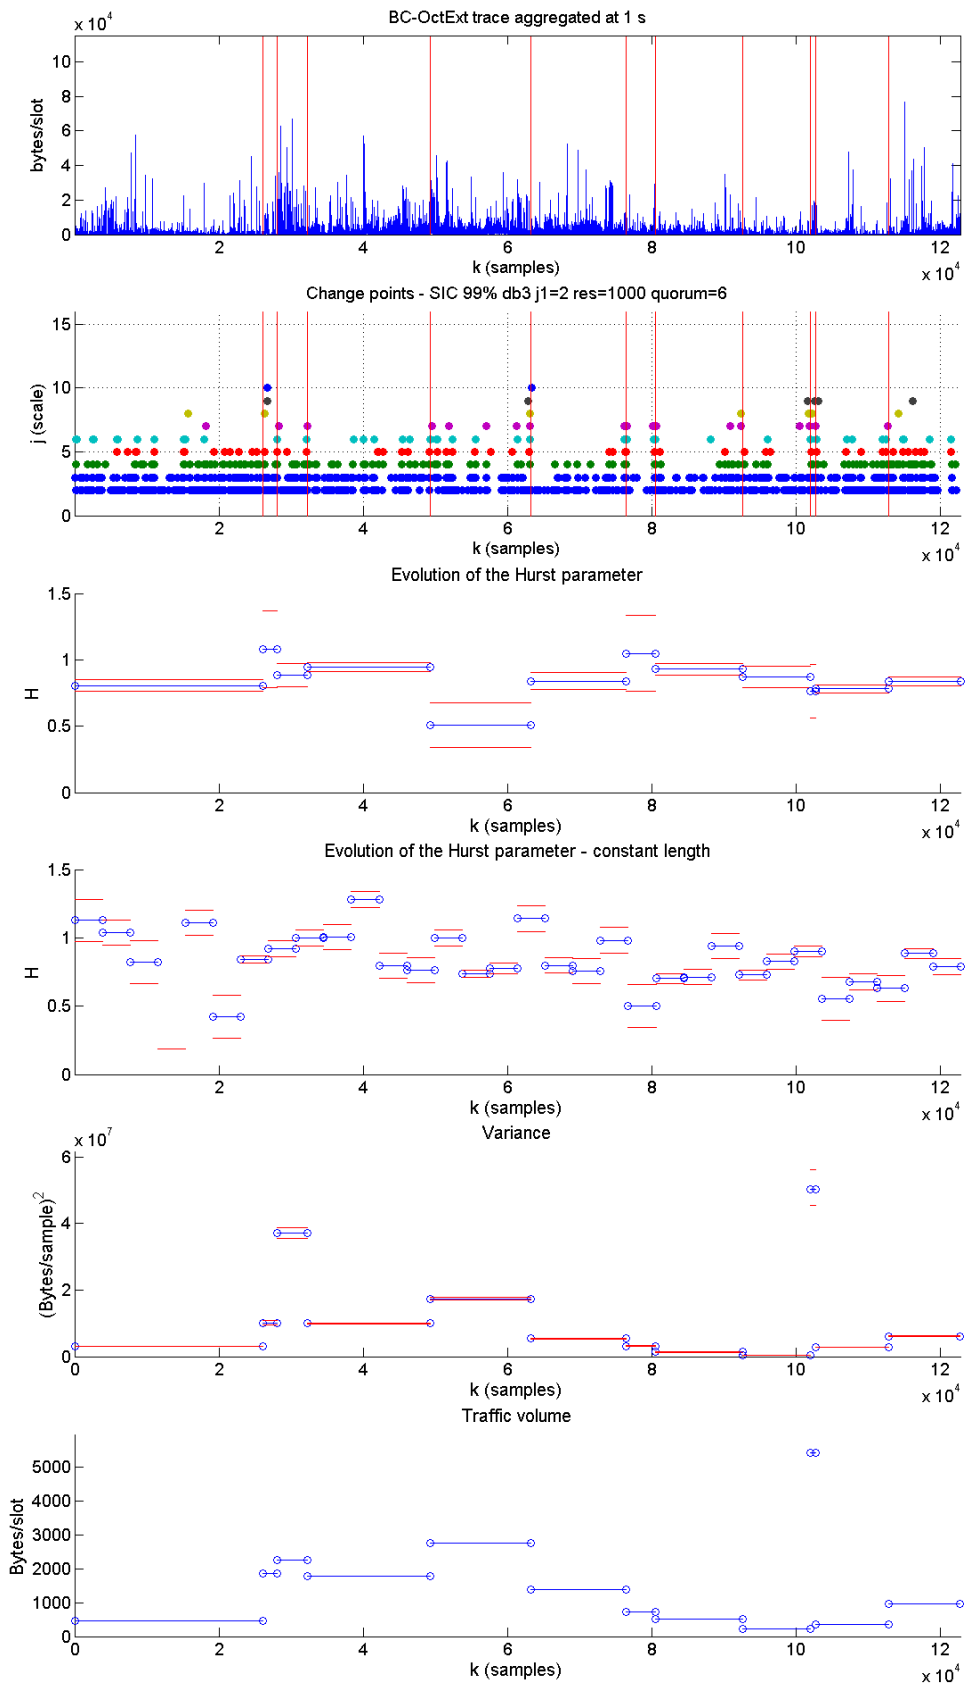 BC-OctExt trace aggregated at 1 s
x 10^4
bytes/slot
10
8
6
4
2
0
2 4 6 8 10 12
k (samples)
x 10^4
Change points - SIC 99% db3 j1=2 res=1000 quorum=6
j (scale)
15
10
5
0
2 4 6 8 10 12
k (samples)
x 10^4
Evolution of the Hurst parameter
H
1.5
1
0.5
0
2 4 6 8 10 12
k (samples)
x 10^4
Evolution of the Hurst parameter - constant length
H
1.5
1
0.5
0
2 4 6 8 10 12
k (samples)
x 10^4
Variance
x 10^7
(Bytes/sample)^2
6
4
2
0
0 2 4 6 8 10 12
k (samples)
x 10^4
Traffic volume
Bytes/slot
5000
4000
3000
2000
1000
0
0 2 4 6 8 10 12
k (samples)
x 10^4